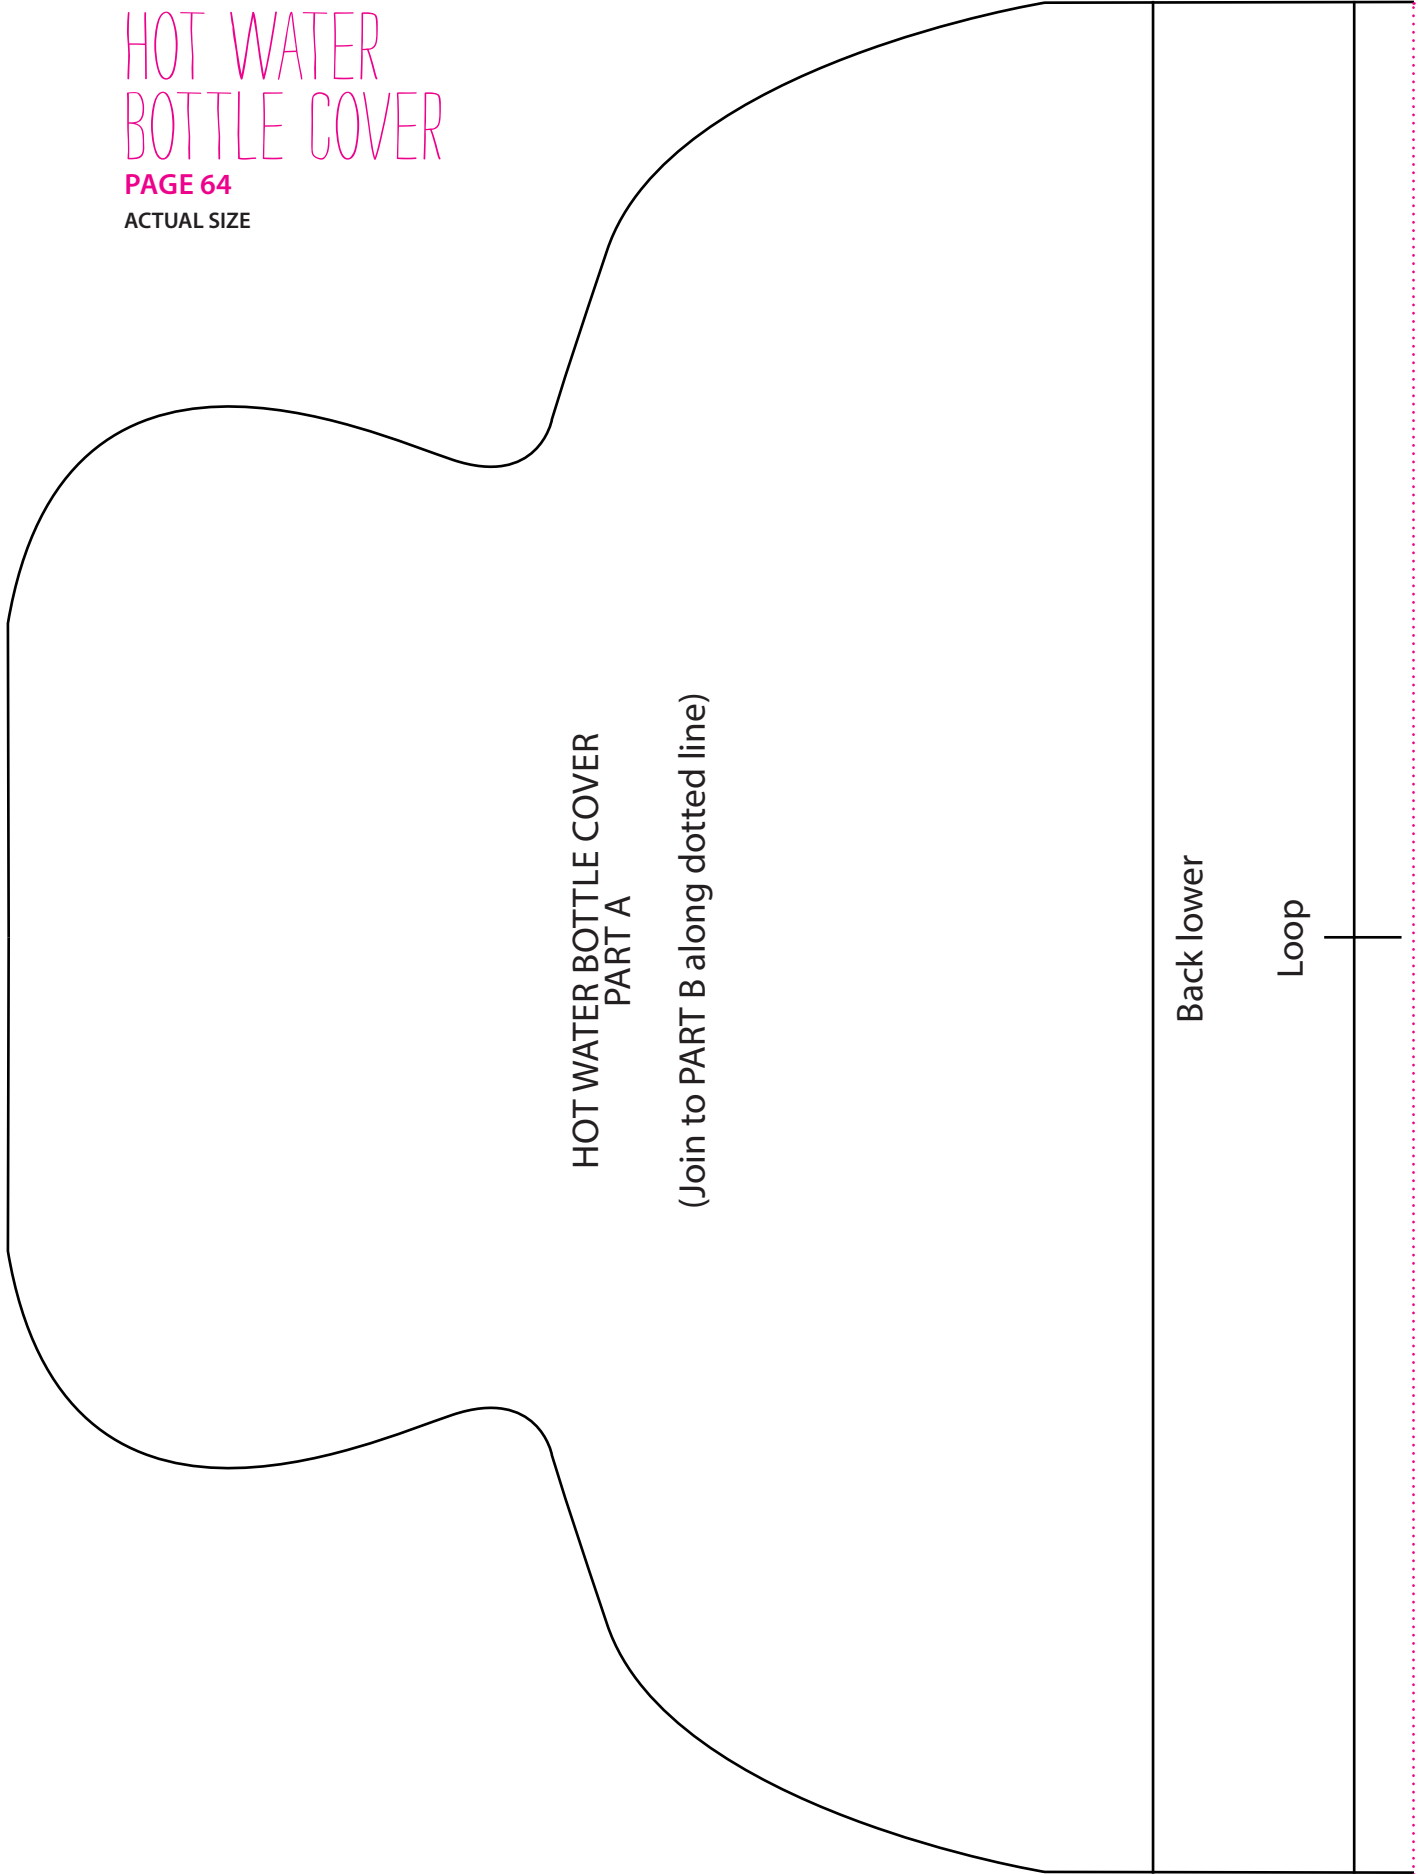 HOT WATER
BOTTLE COVER
PAGE 64
ACTUAL SIZE
HOT WATER BOTTLE COVER
PART A
(Join to PART B along dotted line)
Back lower
Loop